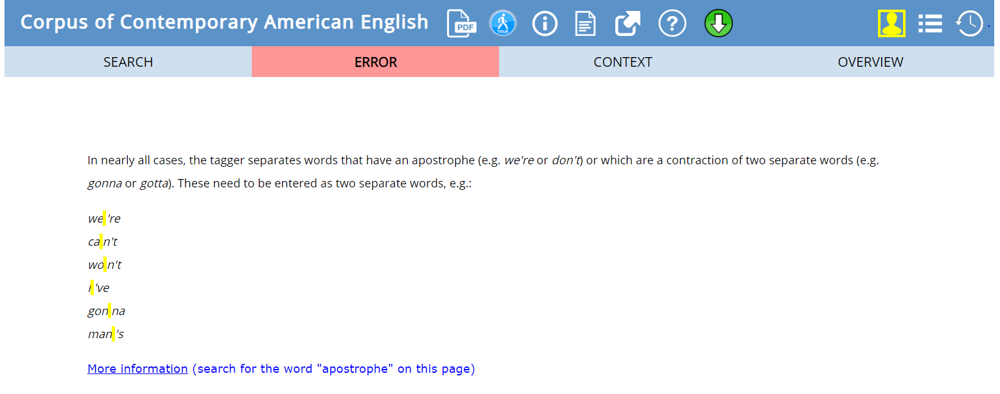 Corpus of Contemporary American English PDF TOUR ?
SEARCH ERROR CONTEXT OVERVIEW
In nearly all cases, the tagger separates words that have an apostrophe (e.g. we're or don't) or which are a contraction of two separate words (e.g.
gonna or gotta). These need to be entered as two separate words, e.g.:
we 're
ca n't
wo n't
I 've
gon na
man 's
More information (search for the word "apostrophe" on this page)